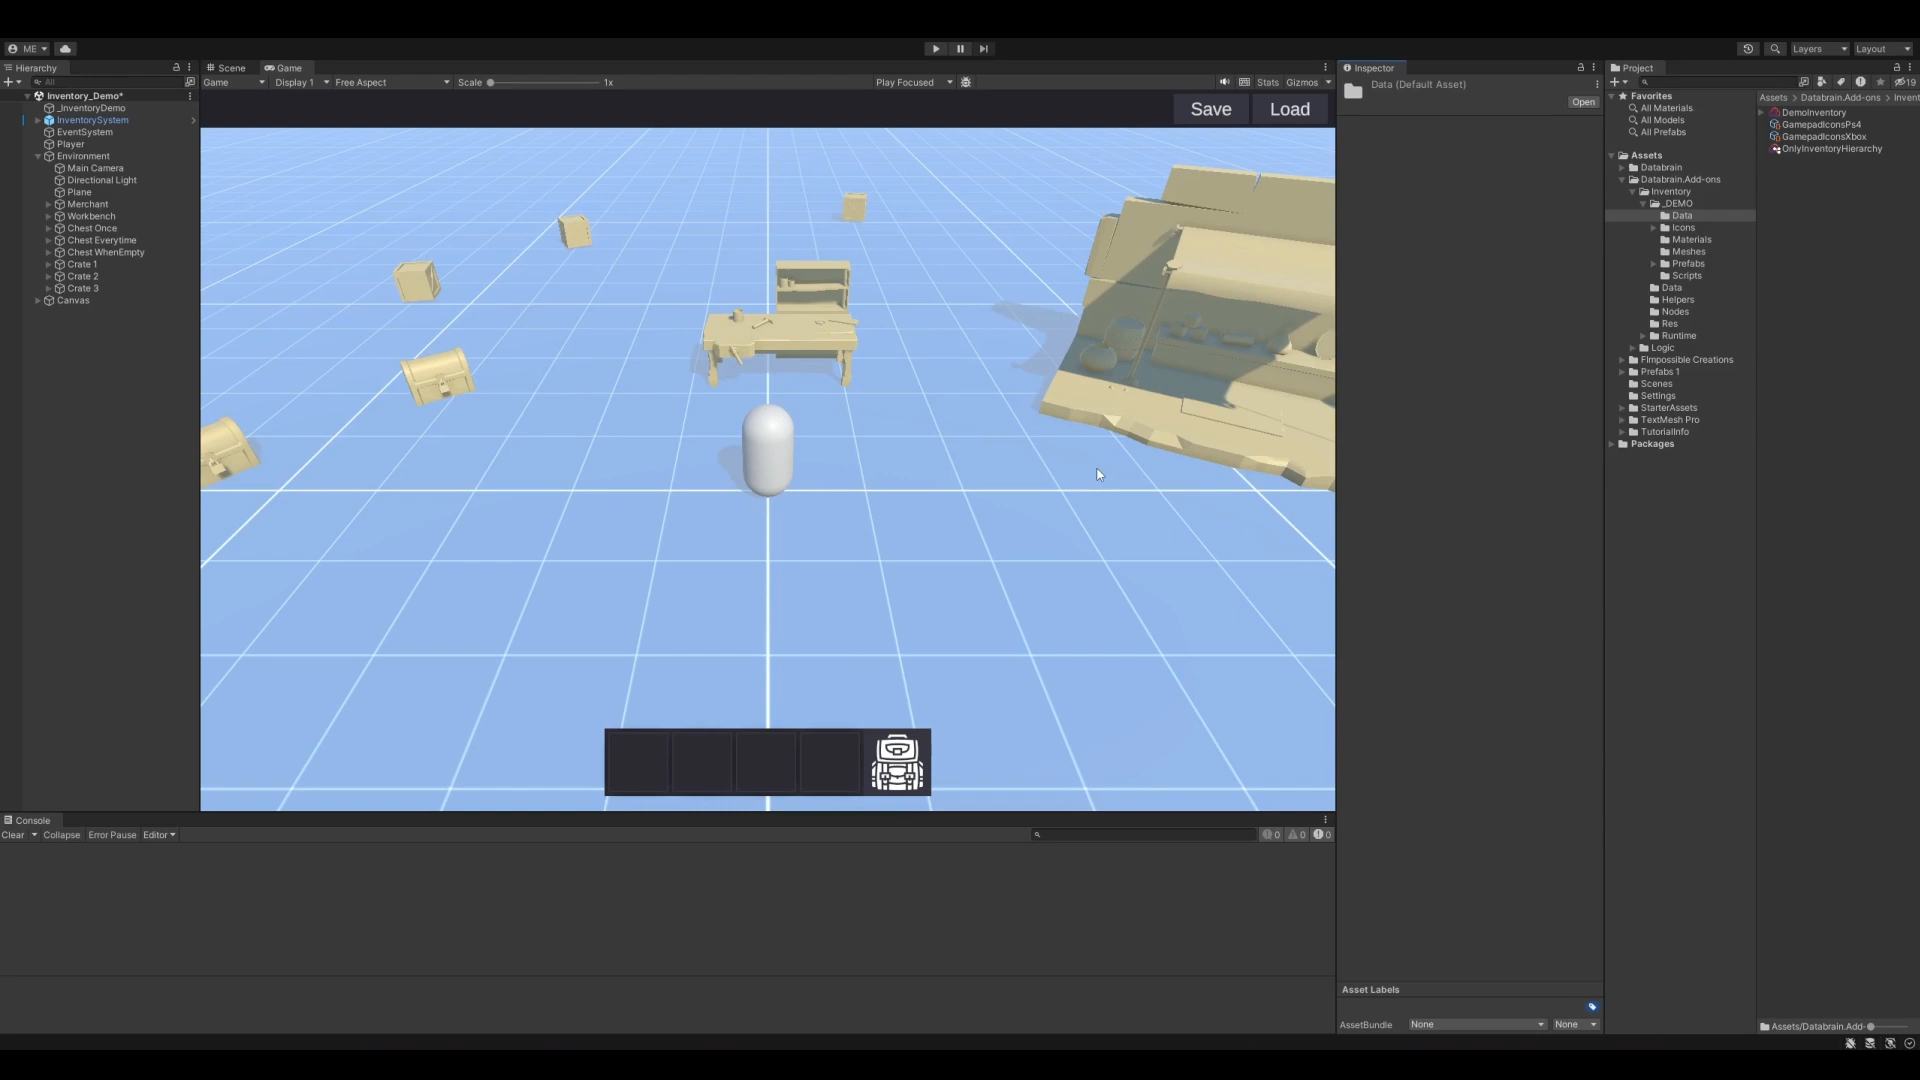 ME
Layers
Layout
Hierarchy
All
Inventory_Demo*
_InventoryDemo
InventorySystem
EventSystem
Player
Environment
Main Camera
Directional Light
Plane
Merchant
Workbench
Chest Once
Chest Everytime
Chest WhenEmpty
Crate 1
Crate 2
Crate 3
Canvas
Scene
Game
Game
Display 1
Free Aspect
Scale
1x
Play Focused
Stats
Gizmos
Save
Load
Console
Clear
Collapse
Error Pause
Editor
0
0
0
Inspector
Data (Default Asset)
Open
Asset Labels
AssetBundle
None
None
Project
19
Favorites
All Materials
All Models
All Prefabs
Assets
Databrain
Databrain.Add-ons
Inventory
_DEMO
Data
Icons
Materials
Meshes
Prefabs
Scripts
Data
Helpers
Nodes
Res
Runtime
Logic
FImpossible Creations
Prefabs 1
Scenes
Settings
StarterAssets
TextMesh Pro
TutorialInfo
Packages
Assets > Databrain.Add-ons > Invent
DemoInventory
GamepadIconsPs4
GamepadIconsXbox
OnlyInventoryHierarchy
Assets/Databrain.Add-